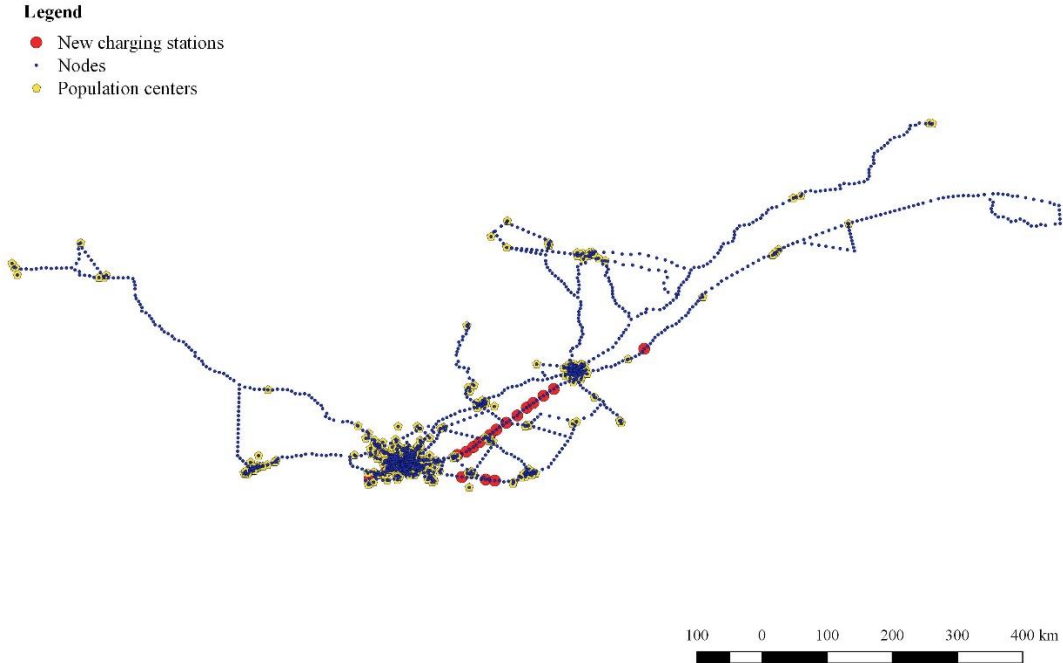 Legend
New charging stations
Nodes
Population centers
100 0 100 200 300 400 km